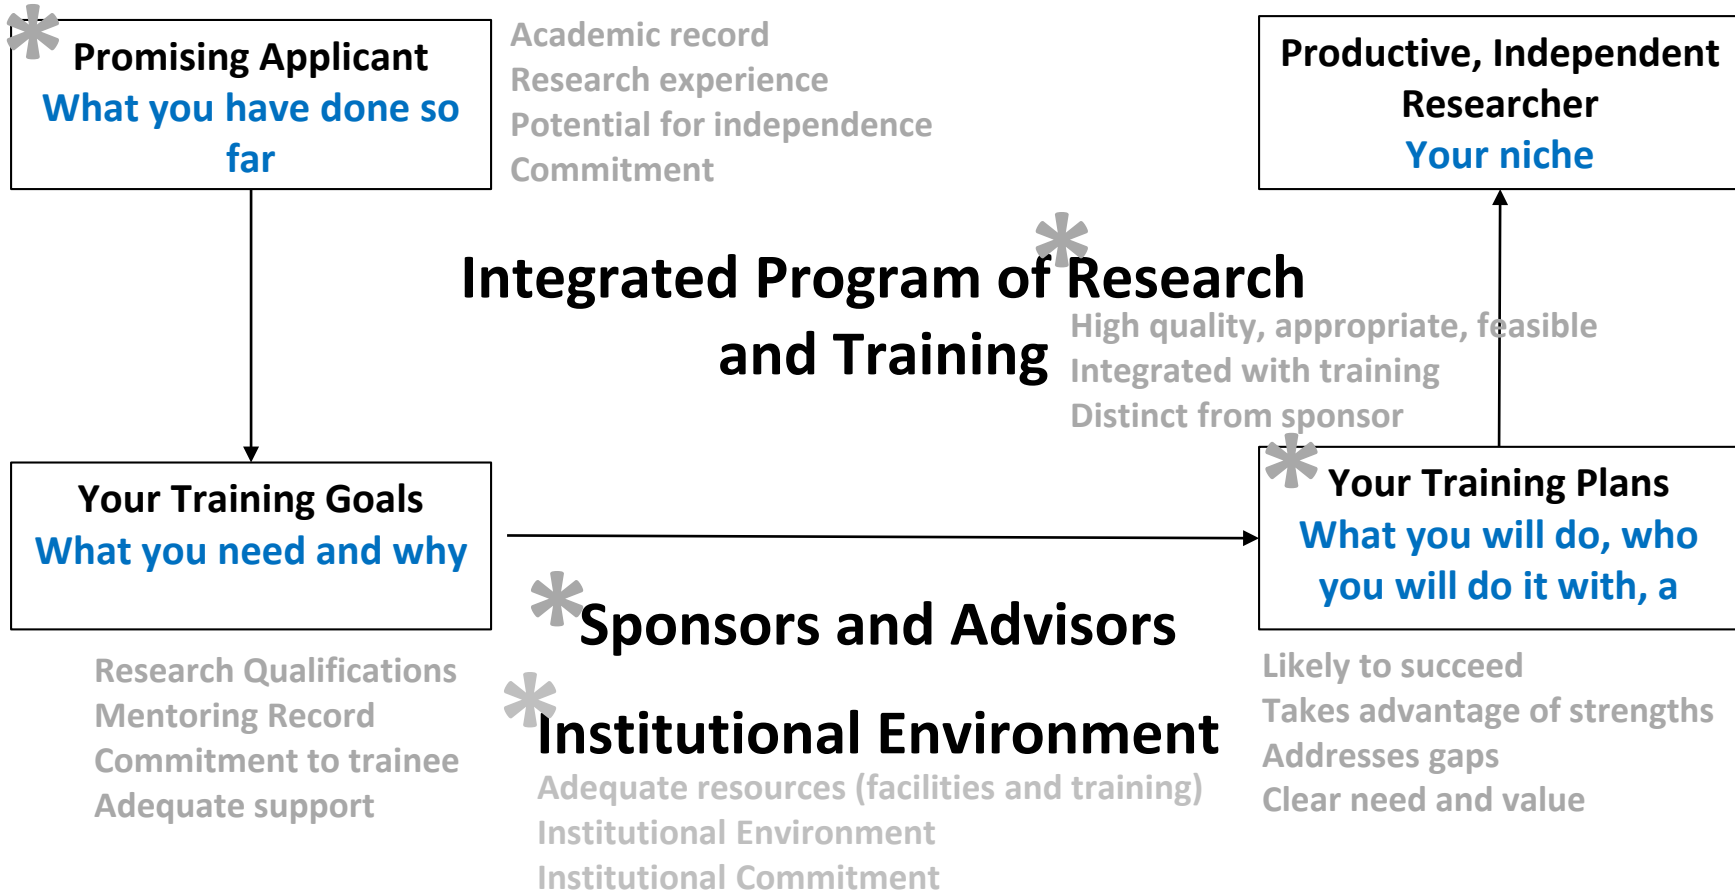 Promising Applicant
What you have done so
far
Academic record
Research experience
Potential for independence
Commitment
Productive, Independent
Researcher
Your niche
Integrated Program of Research
and Training
High quality, appropriate, feasible
Integrated with training
Distinct from sponsor
Your Training Goals
What you need and why
Your Training Plans
What you will do, who
you will do it with, a
Sponsors and Advisors
Research Qualifications
Mentoring Record
Commitment to trainee
Adequate support
Institutional Environment
Adequate resources (facilities and training)
Institutional Environment
Institutional Commitment
Likely to succeed
Takes advantage of strengths
Addresses gaps
Clear need and value